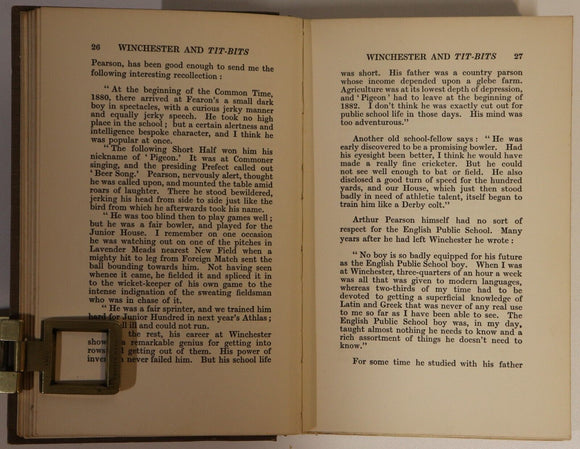 26 WINCHESTER AND TIT-BITS
Pearson, has been good enough to send me the
following interesting recollection :
" At the beginning of the Common Time,
1880, there arrived at Fearon's a small dark
boy in spectacles, with a curious jerky manner
and equally jerky speech. He took no high
place in the school ; but a certain alertness and
intelligence bespoke character, and I think he
was popular at once.
" The following Short Half won him his
nickname of ' Pigeon.' It was at Commoner
singing, and the presiding Prefect called out
' Beer Song.' Pearson, nervously alert, thought
he was called upon, and mounted the table amid
roars of laughter. There he stood bewildered,
jerking his head from side to side just like the
bird from which he afterwards took his name.
" He was too blind then to play games well ;
but he was a fair bowler, and played for the
Junior House. I remember on one occasion
he was watching out on one of the pitches in
Lavender Meads nearest New Field when a
mighty hit to leg from Foreign Match sent the
ball bounding towards him. Not having seen
whence it came, he fielded it and spliced it in
to the wicket-keeper of his own game to the
intense indignation of the sweating fieldsman
who was in chase of it.
" He was a fair sprinter, and we trained him
hard for Junior Hundred in next year's Athlas ;
ill and could not run.
the rest, his career at Winchester
a remarkable genius for getting into
getting out of them. His power of
never failed him. But his school life
WINCHESTER AND TIT-BITS 27
was short. His father was a country parson
whose income depended upon a glebe farm.
Agriculture was at its lowest level of depression,
and ' Pigeon ' had to leave at the beginning of
1882. I don't think he was exactly cut out for
public school life in those days. His mind was
too adventurous."
Another old school-fellow says : " He was
early discovered to be a promising bowler. Had
his eyesight been better, I think he would have
made a really fine cricketer. But he could
not see well enough to bat or field. He also
disclosed a good turn of speed for the hundred
yards, and our House, which just then stood
badly in need of athletic talent, itself began to
train him like a Derby colt."
Arthur Pearson himself had no sort of
respect for the English Public School. Many
years after he had left Winchester he wrote :
" No boy is so badly equipped for his future
as the English Public School boy. When I was
at Winchester, three-quarters of an hour a week
was all that was given to modern languages,
whereas two-thirds of my time had to be
devoted to getting a superficial knowledge of
Latin and Greek that was never of any real use
to me so far as I have been able to see. The
English Public School boy was, in my day,
taught almost nothing he needs to know and a
rich assortment of things he doesn't need to
know."
For some time he studied with his father